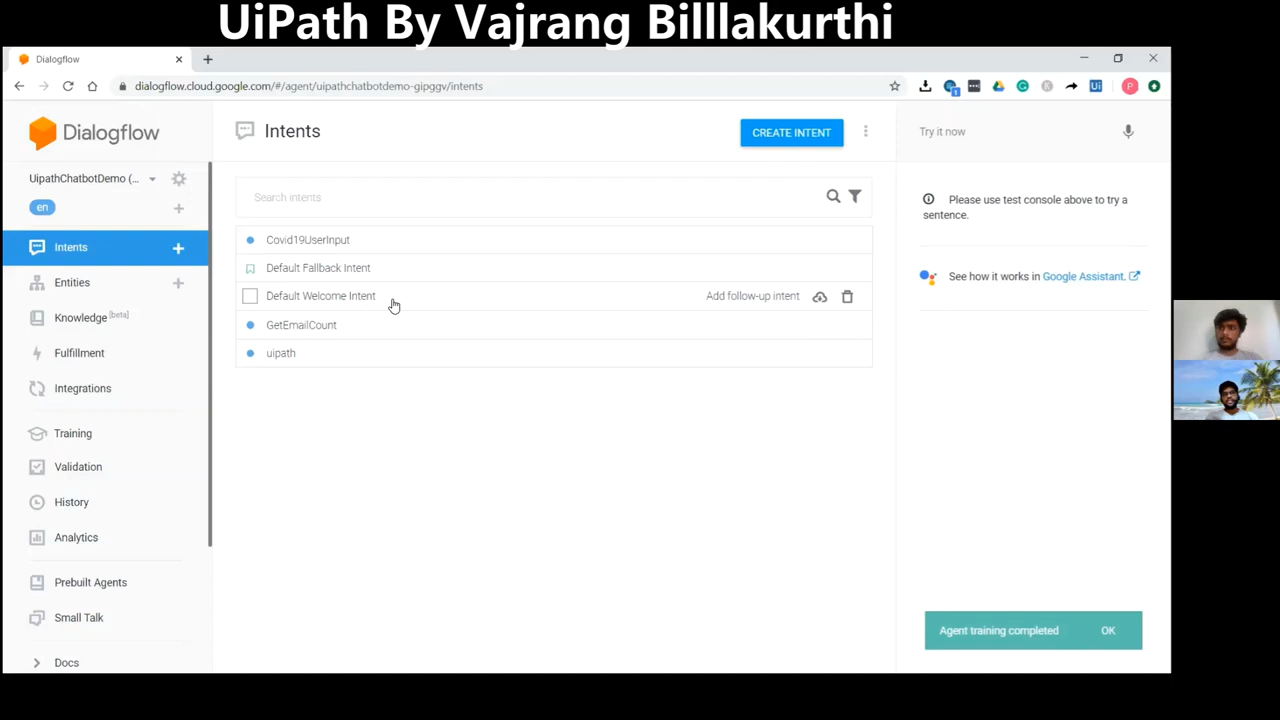 UiPath By Vajrang Billlakurthi
Dialogflow
dialogflow.cloud.google.com/#/agent/uipathchatbotdemo-gipggv/intents
Ui
P
1
Dialogflow
UipathChatbotDemo (...
en
Intents
Entities
Knowledge [beta]
Fulfillment
Integrations
Training
Validation
History
Analytics
Prebuilt Agents
Small Talk
Docs
Intents
CREATE INTENT
Search intents
Covid19UserInput
Default Fallback Intent
Default Welcome Intent
Add follow-up intent
GetEmailCount
uipath
Try it now
Please use test console above to try a
sentence.
See how it works in Google Assistant.
Agent training completed
OK